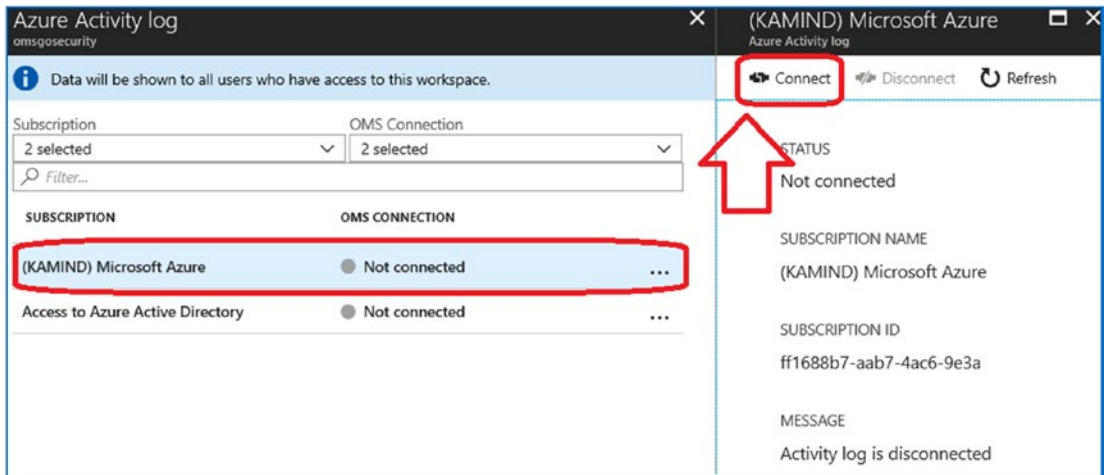 Azure Activity log
omsgosecurity
Data will be shown to all users who have access to this workspace.
Subscription
OMS Connection
2 selected
2 selected
Filter...
SUBSCRIPTION
OMS CONNECTION
(KAMIND) Microsoft Azure
Not connected
...
Access to Azure Active Directory
Not connected
...
(KAMIND) Microsoft Azure
Azure Activity log
Connect
Disconnect
Refresh
STATUS
Not connected
SUBSCRIPTION NAME
(KAMIND) Microsoft Azure
SUBSCRIPTION ID
ff1688b7-aab7-4ac6-9e3a
MESSAGE
Activity log is disconnected